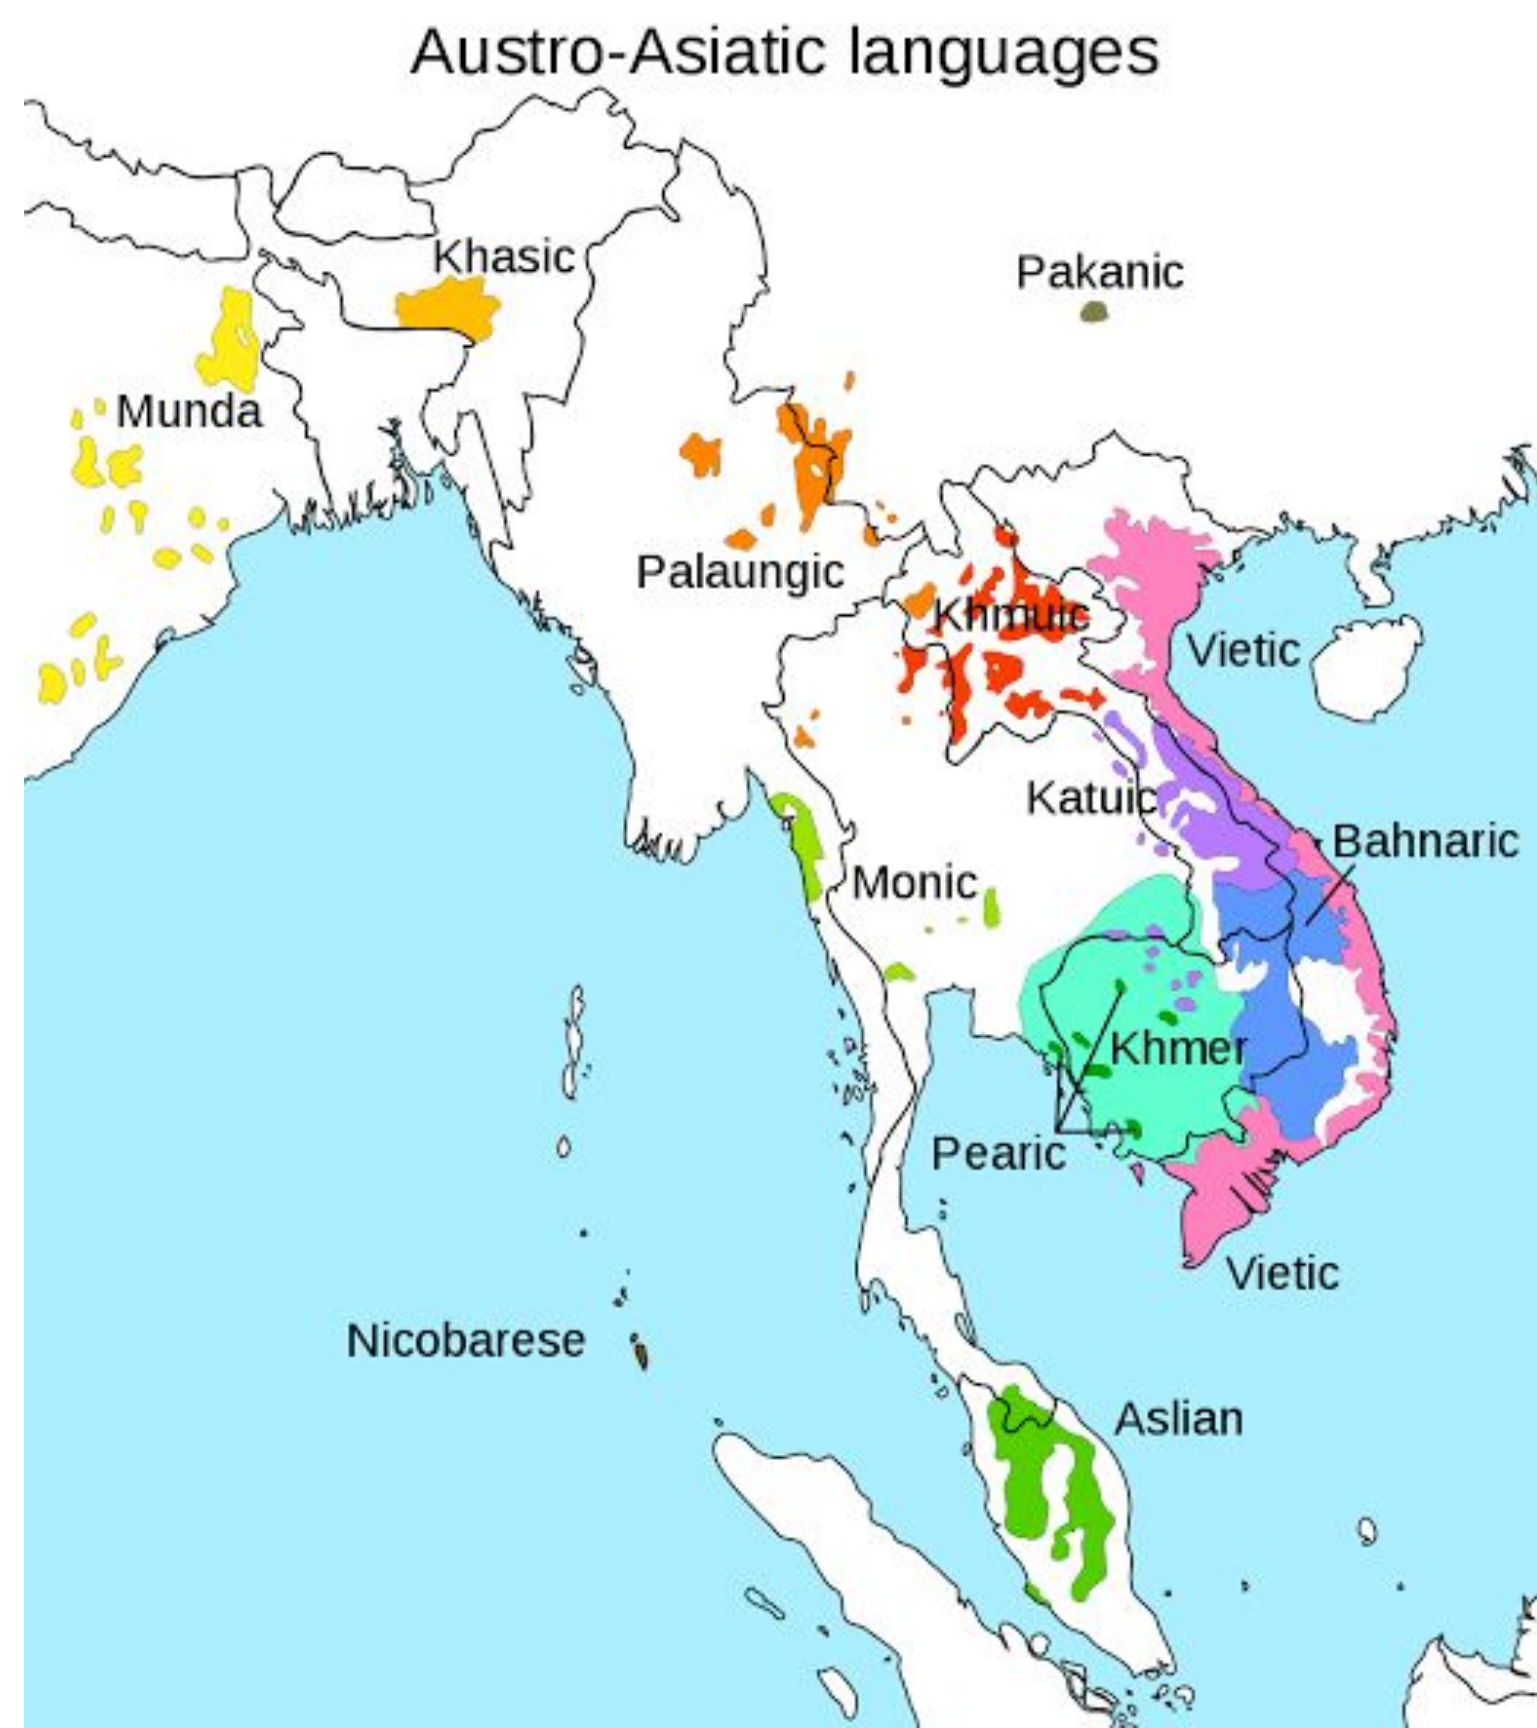 Austro-Asiatic languages
Khasic
Pakanic
Munda
Palaungic
Khmuic
Vietic
Katuic
Bahnaric
Monic
Khmer
Pearic
Vietic
Nicobarese
Aslian